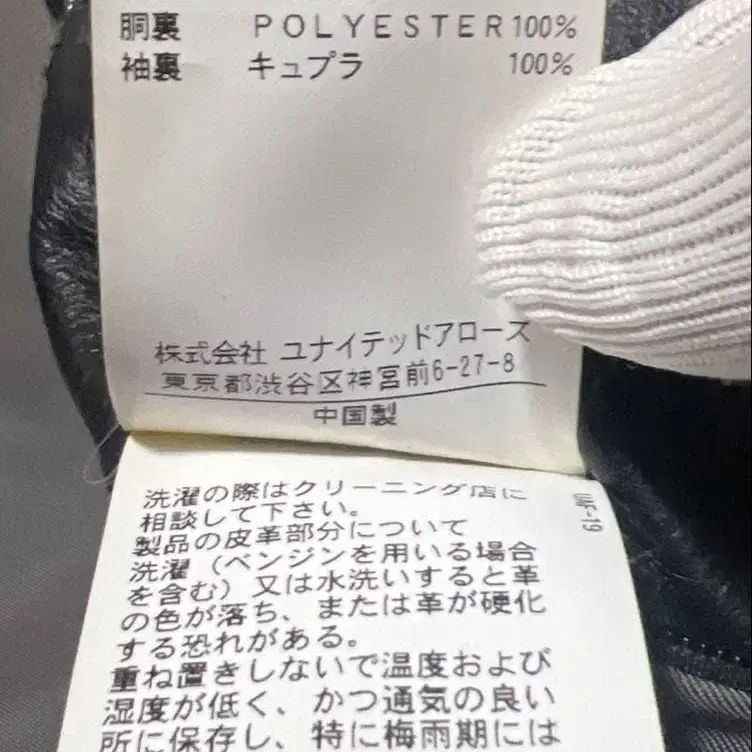 胴裏 POLYESTER 100%
袖裏 キュプラ 100%
株式会社 ユナイテッドアローズ
東京都渋谷区神宮前6-27-8
中国製
洗濯の際はクリーニング店に
相談して下さい。
製品の皮革部分について
洗濯（ベンジンを用いる場合
を含む）又は水洗いすると革
の色が落ち、または革が硬化
する恐れがある。
重ね置きしないで温度および
湿度が低く、かつ通気の良い
所に保存し、特に梅雨期には